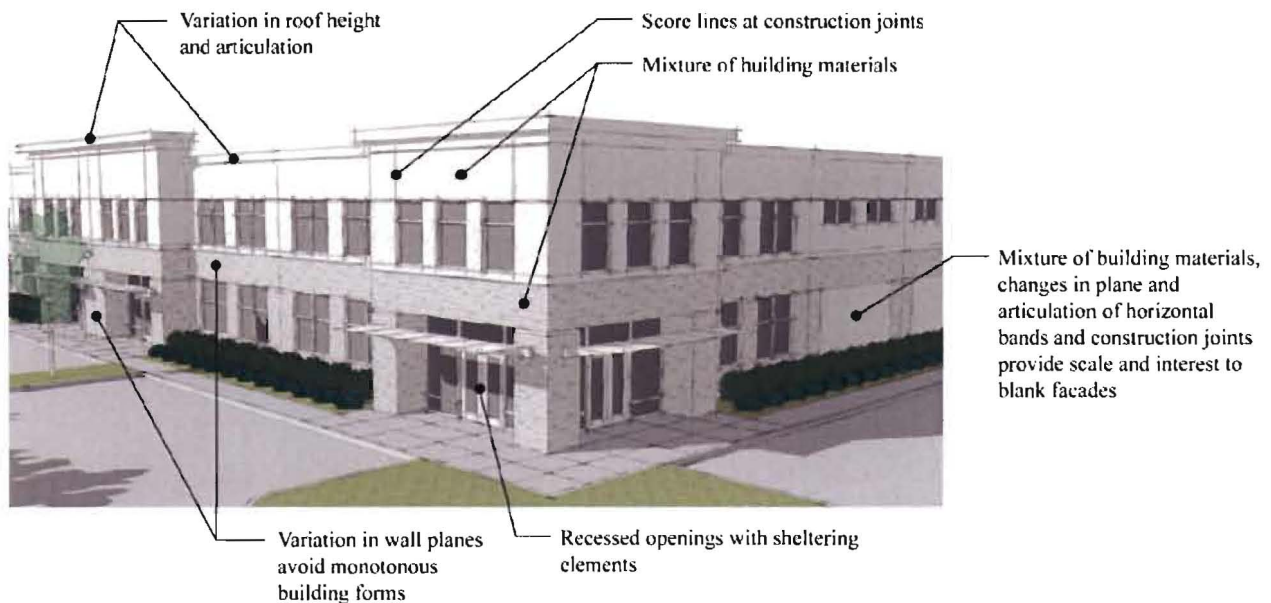 Variation in roof height
and articulation
Score lines at construction joints
Mixture of huilding materials
Mixture of building materials,
changes in plane and
articulation of horizontal
bands and construction joints
provide scale and interest to
blank facades
Variation in wall planes
avoid monotonous
building forms
Recessed openings with sheltering
elements